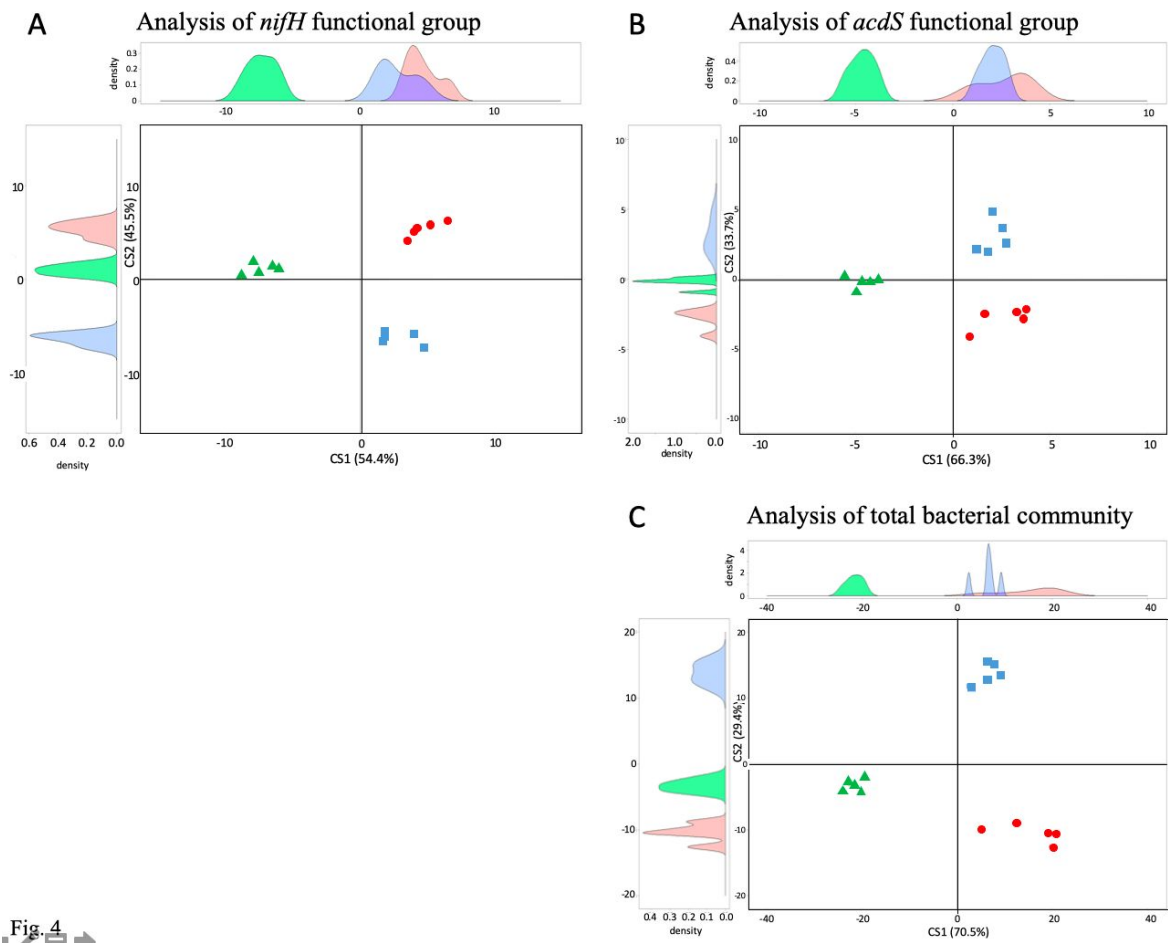 A
Analysis of nifH functional group
density
0.3
0.2
0.1
0
-10 0 10
10
0
-10
0.6 0.4 0.2 0.0
density
CS2 (45.5%)
10
0
-10
-10 0 10
CS1 (54.4%)
B
Analysis of acdS functional group
density
0.4
0.2
0
-10 -5 0 5 10
10
5
0
-5
-10
2.0 1.0 0.0
density
CS2 (33.7%)
10
5
0
-5
-10
-10 -5 0 5 10
CS1 (66.3%)
C
Analysis of total bacterial community
density
4
2
0
-40 -20 0 20 40
20
10
0
-10
-20
0.4 0.3 0.2 0.1 0.0
density
CS2 (29.4%)
20
10
0
-10
-20
-40 -20 0 20 40
CS1 (70.5%)
Fig. 4